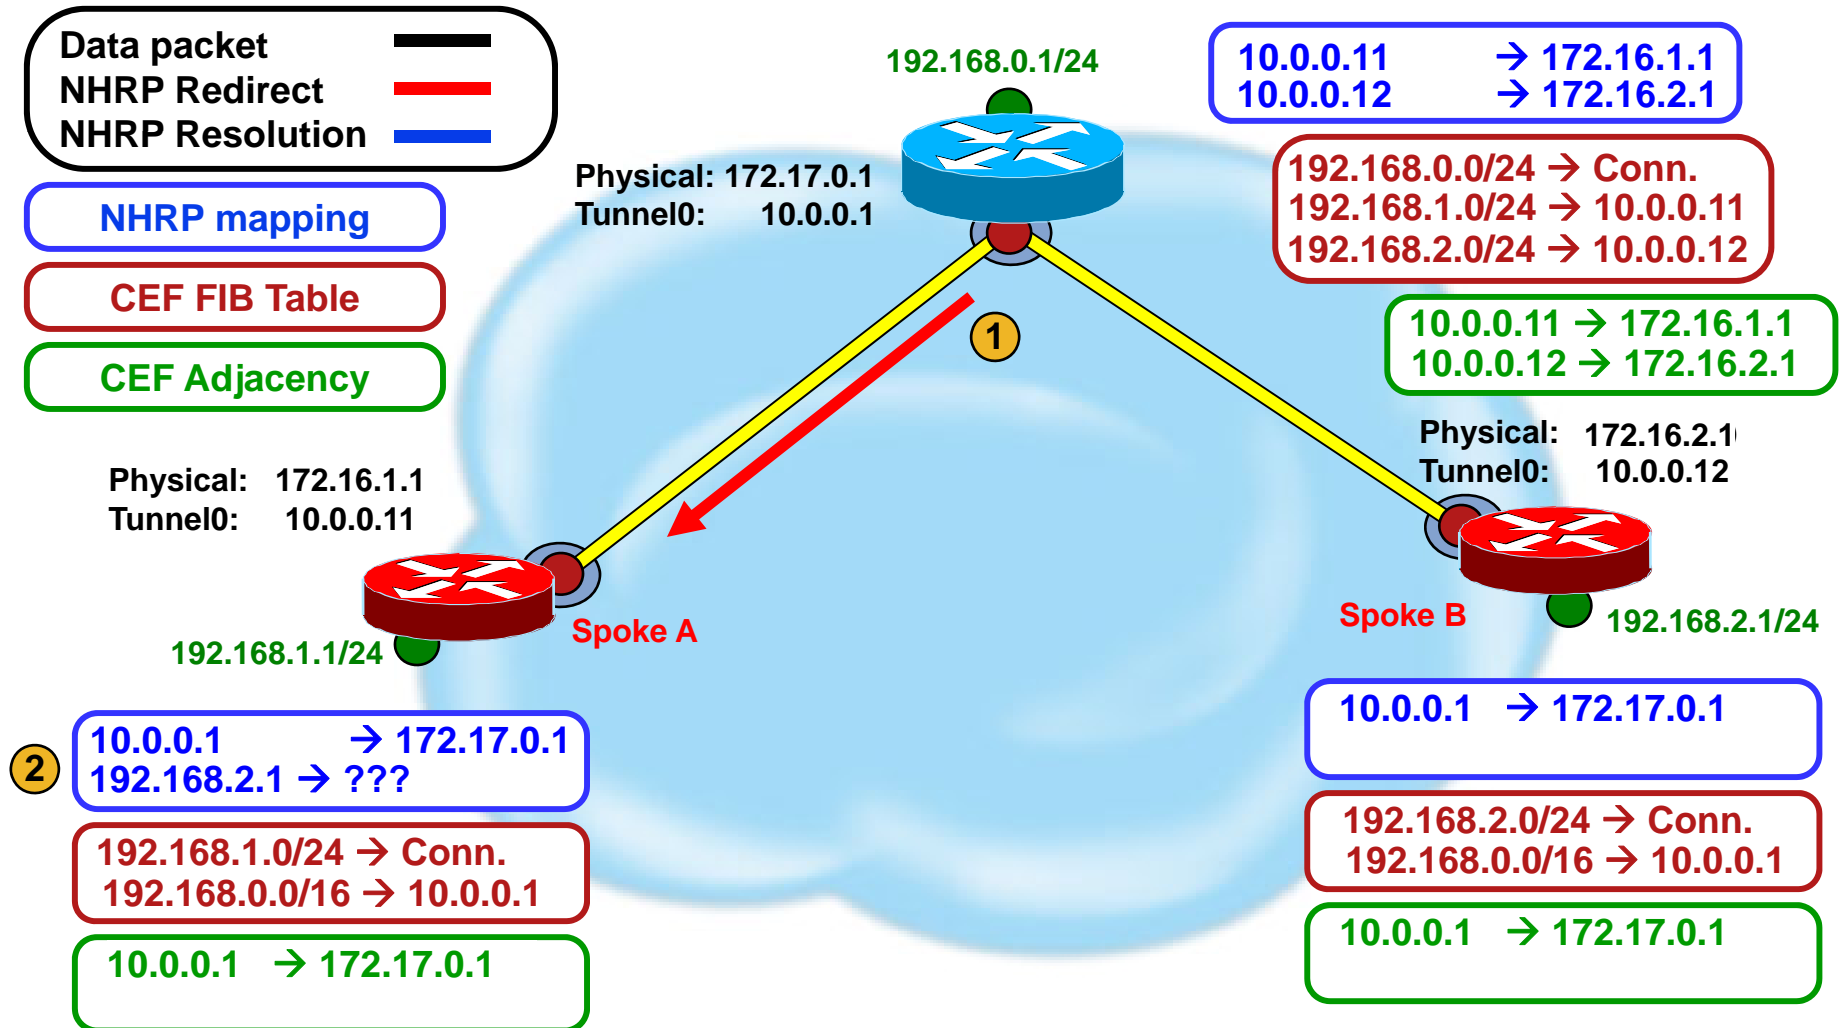 Data packet
NHRP Redirect
NHRP Resolution
NHRP mapping
CEF FIB Table
CEF Adjacency
192.168.0.1/24
Physical: 172.17.0.1
Tunnel0: 10.0.0.1
10.0.0.11 → 172.16.1.1
10.0.0.12 → 172.16.2.1
192.168.0.0/24 → Conn.
192.168.1.0/24 → 10.0.0.11
192.168.2.0/24 → 10.0.0.12
10.0.0.11 → 172.16.1.1
10.0.0.12 → 172.16.2.1
1
Physical: 172.16.1.1
Tunnel0: 10.0.0.11
Spoke A
192.168.1.1/24
Physical: 172.16.2.1
Tunnel0: 10.0.0.12
Spoke B
192.168.2.1/24
2
10.0.0.1 → 172.17.0.1
192.168.2.1 → ???
192.168.1.0/24 → Conn.
192.168.0.0/16 → 10.0.0.1
10.0.0.1 → 172.17.0.1
10.0.0.1 → 172.17.0.1
192.168.2.0/24 → Conn.
192.168.0.0/16 → 10.0.0.1
10.0.0.1 → 172.17.0.1